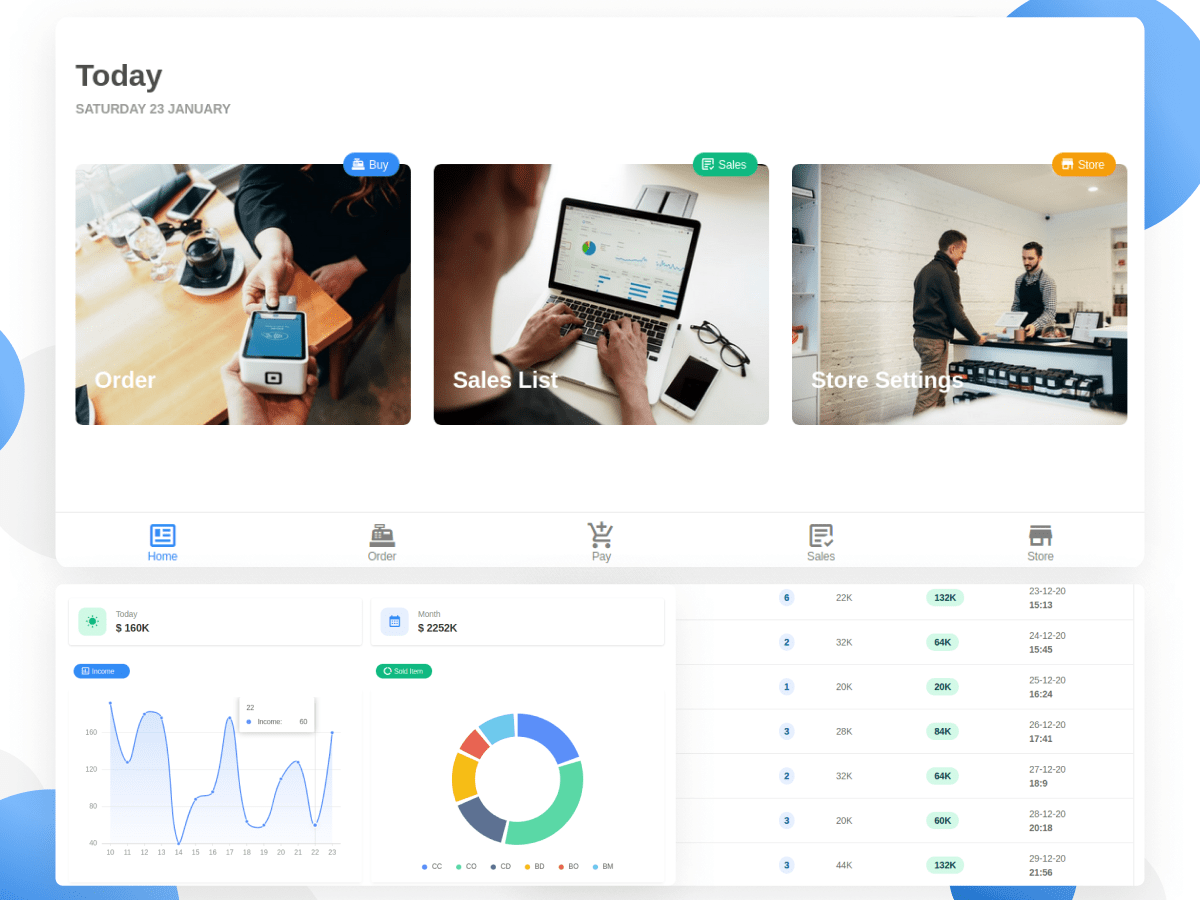 Today
SATURDAY 23 JANUARY
Buy
Sales
Store
Order
Sales List
Store Settings
Home
Order
Pay
Sales
Store
Today
$ 160K
Month
$ 2252K
Income
Sold Item
22
Income: 60
160
120
80
40
10 11 12 13 14 15 16 17 18 19 20 21 22 23
CC CO CD BD BO BM
6 22K 132K 23-12-20
15:13
2 32K 64K 24-12-20
15:45
1 20K 20K 25-12-20
16:24
3 28K 84K 26-12-20
17:41
2 32K 64K 27-12-20
18:9
3 20K 60K 28-12-20
20:18
3 44K 132K 29-12-20
21:56